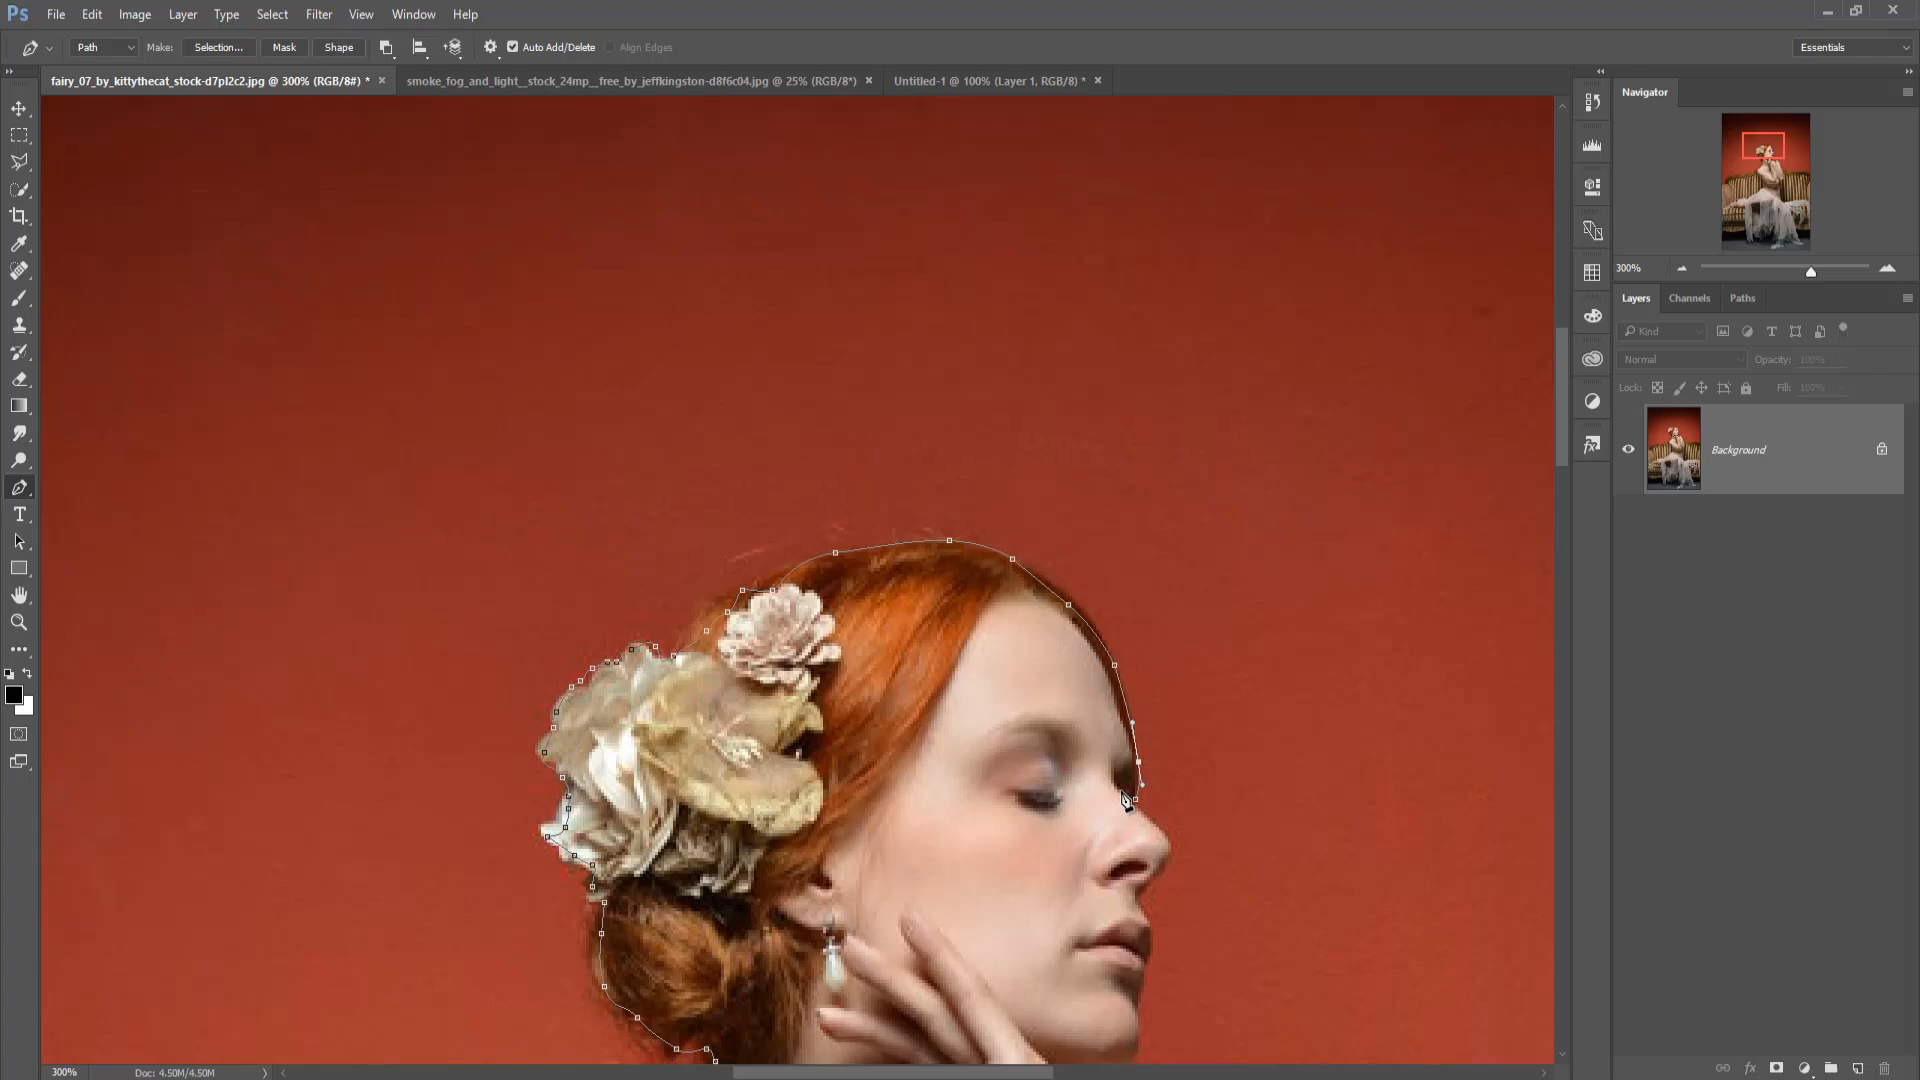 Ps File Edit Image Layer Type Select Filter View Window Help
Path Make: Selection... Mask Shape Auto Add/Delete Align Edges Essentials
fairy_07_by_kittythecat_stock-d7pl2c2.jpg @ 300% (RGB/8#) * smoke_fog_and_light__stock_24mp__free_by_jeffkingston-d8f6c04.jpg @ 25% (RGB/8*) Untitled-1 @ 100% (Layer 1, RGB/8) *
Navigator
300%
Layers Channels Paths
Kind
Normal Opacity: 100%
Lock: Fill: 100%
Background
300% Doc: 4.50M/4.50M